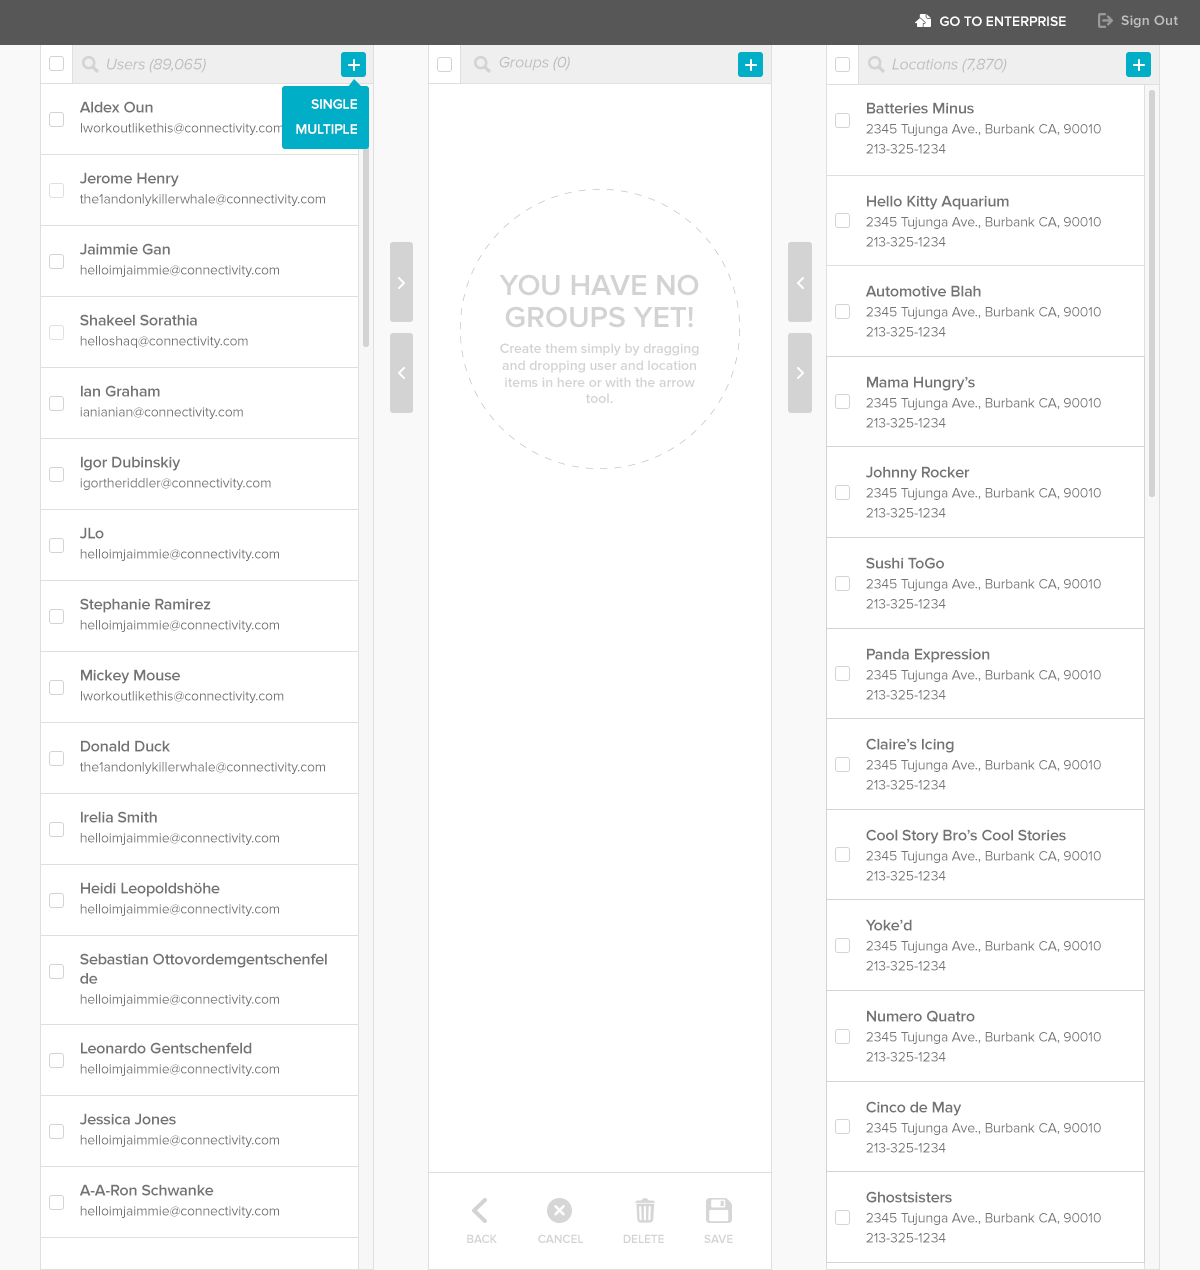 GO TO ENTERPRISE
Sign Out
Users (89,065)
SINGLE
MULTIPLE
Aldex Oun
Iworkoutlikethis@connectivity.com
Jerome Henry
the1andonlykillerwhale@connectivity.com
Jaimmie Gan
helloimjaimmie@connectivity.com
Shakeel Sorathia
helloshaq@connectivity.com
Ian Graham
ianianian@connectivity.com
Igor Dubinskiy
igortheriddler@connectivity.com
JLo
helloimjaimmie@connectivity.com
Stephanie Ramirez
helloimjaimmie@connectivity.com
Mickey Mouse
Iworkoutlikethis@connectivity.com
Donald Duck
the1andonlykillerwhale@connectivity.com
Irelia Smith
helloimjaimmie@connectivity.com
Heidi Leopoldshöhe
helloimjaimmie@connectivity.com
Sebastian Ottovordemgentschenfel
de
helloimjaimmie@connectivity.com
Leonardo Gentschenfeld
helloimjaimmie@connectivity.com
Jessica Jones
helloimjaimmie@connectivity.com
A-A-Ron Schwanke
helloimjaimmie@connectivity.com
Groups (0)
YOU HAVE NO
GROUPS YET!
Create them simply by dragging
and dropping user and location
items in here or with the arrow
tool.
BACK
CANCEL
DELETE
SAVE
Locations (7,870)
Batteries Minus
2345 Tujunga Ave., Burbank CA, 90010
213-325-1234
Hello Kitty Aquarium
2345 Tujunga Ave., Burbank CA, 90010
213-325-1234
Automotive Blah
2345 Tujunga Ave., Burbank CA, 90010
213-325-1234
Mama Hungry's
2345 Tujunga Ave., Burbank CA, 90010
213-325-1234
Johnny Rocker
2345 Tujunga Ave., Burbank CA, 90010
213-325-1234
Sushi ToGo
2345 Tujunga Ave., Burbank CA, 90010
213-325-1234
Panda Expression
2345 Tujunga Ave., Burbank CA, 90010
213-325-1234
Claire's Icing
2345 Tujunga Ave., Burbank CA, 90010
213-325-1234
Cool Story Bro's Cool Stories
2345 Tujunga Ave., Burbank CA, 90010
213-325-1234
Yoke'd
2345 Tujunga Ave., Burbank CA, 90010
213-325-1234
Numero Quatro
2345 Tujunga Ave., Burbank CA, 90010
213-325-1234
Cinco de May
2345 Tujunga Ave., Burbank CA, 90010
213-325-1234
Ghostsisters
2345 Tujunga Ave., Burbank CA, 90010
213-325-1234